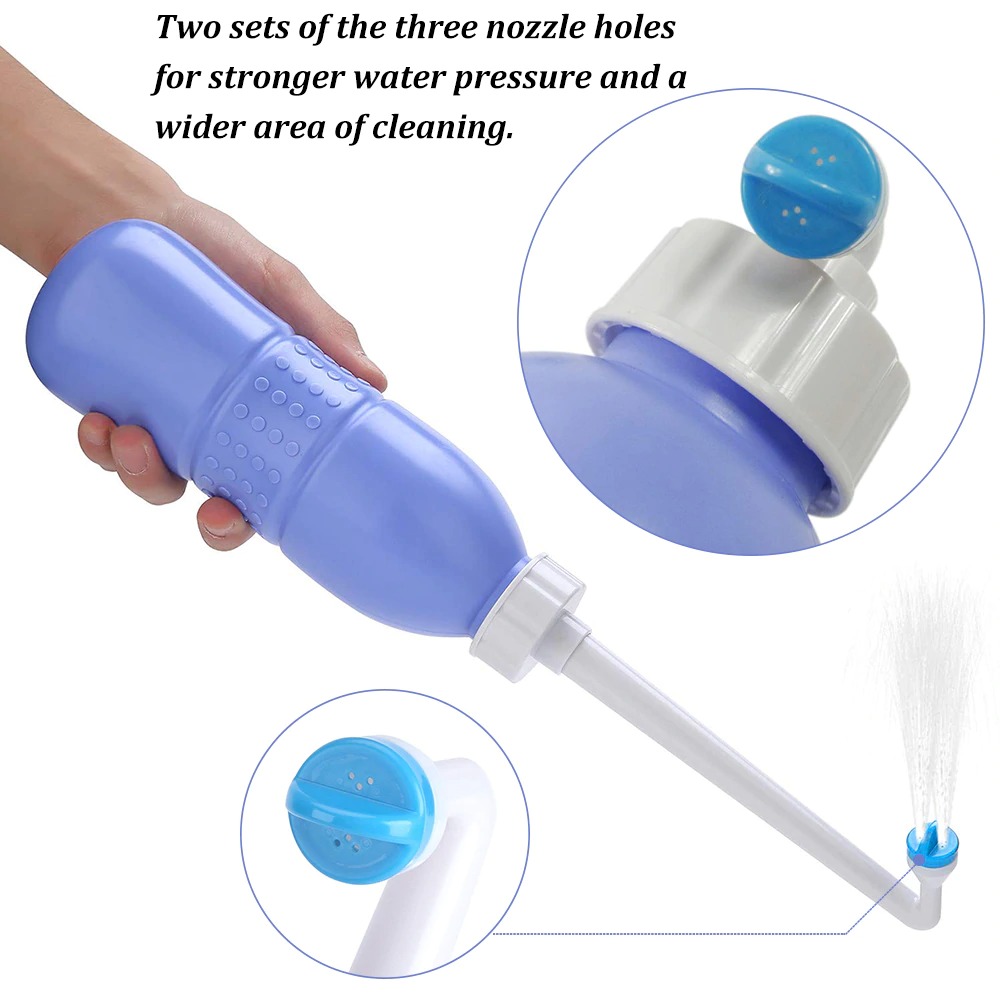 Two sets of the three nozzle holes
for stronger water pressure and a
wider area of cleaning.